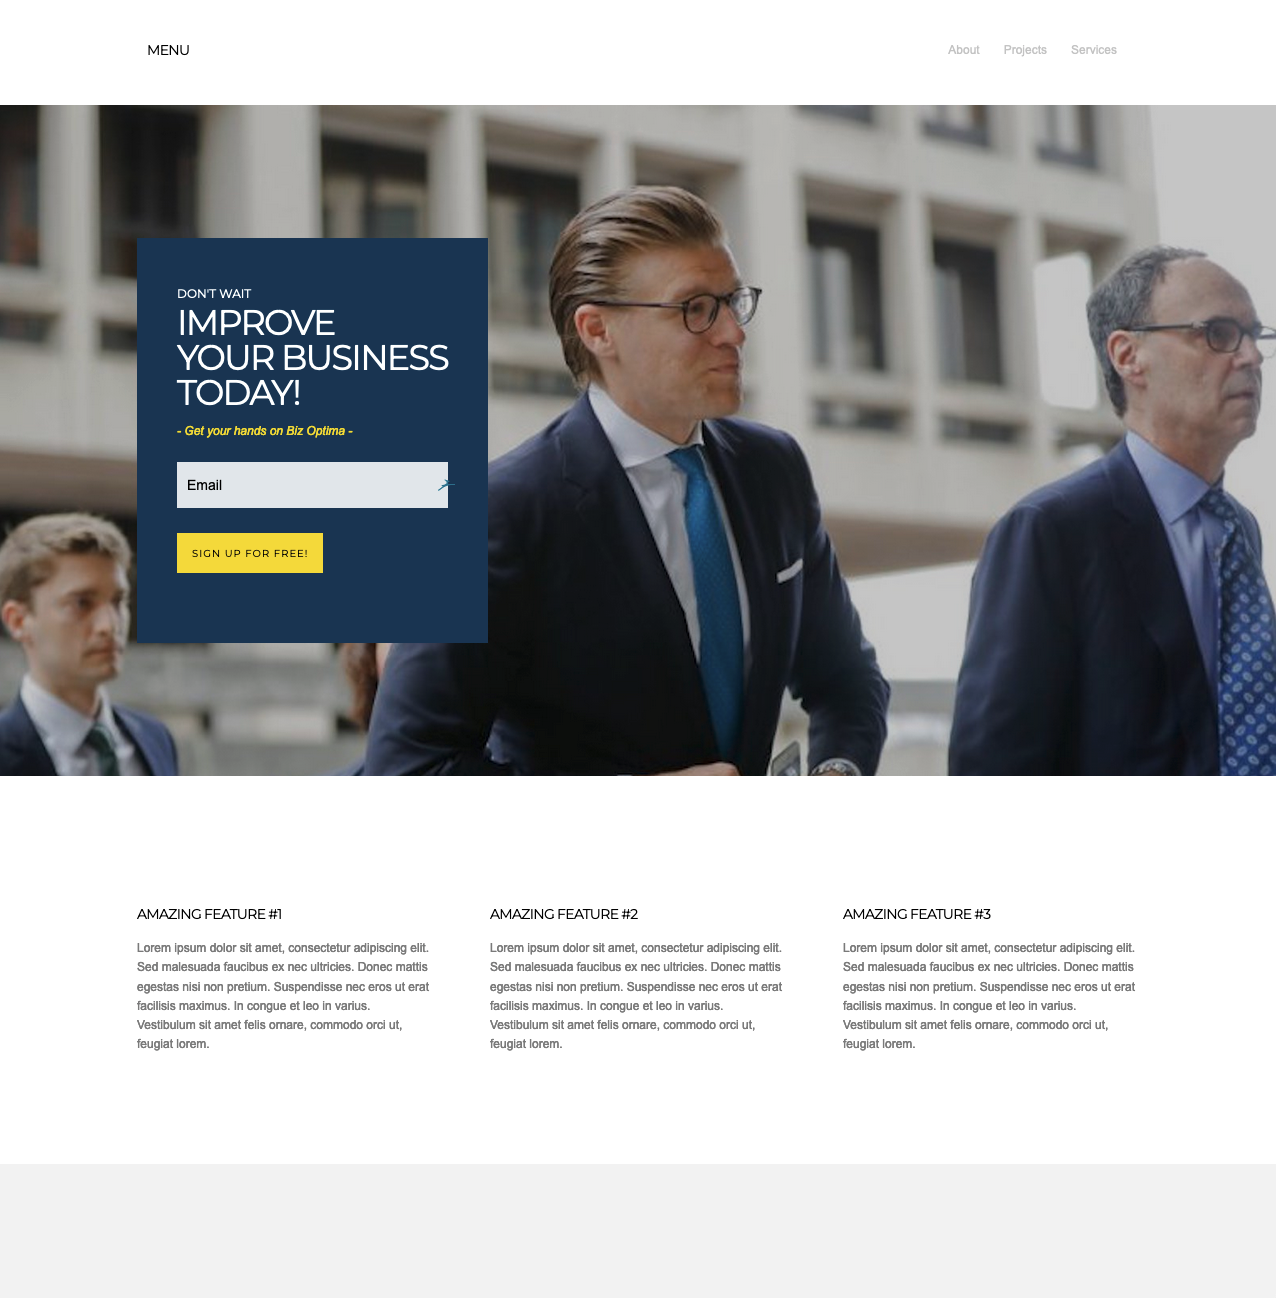 MENU
About Projects Services
DON'T WAIT
IMPROVE
YOUR BUSINESS
TODAY!
- Get your hands on Biz Optima -
Email
SIGN UP FOR FREE!
AMAZING FEATURE #1
Lorem ipsum dolor sit amet, consectetur adipiscing elit.
Sed malesuada faucibus ex nec ultricies. Donec mattis
egestas nisi non pretium. Suspendisse nec eros ut erat
facilisis maximus. In congue et leo in varius.
Vestibulum sit amet felis ornare, commodo orci ut,
feugiat lorem.
AMAZING FEATURE #2
Lorem ipsum dolor sit amet, consectetur adipiscing elit.
Sed malesuada faucibus ex nec ultricies. Donec mattis
egestas nisi non pretium. Suspendisse nec eros ut erat
facilisis maximus. In congue et leo in varius.
Vestibulum sit amet felis ornare, commodo orci ut,
feugiat lorem.
AMAZING FEATURE #3
Lorem ipsum dolor sit amet, consectetur adipiscing elit.
Sed malesuada faucibus ex nec ultricies. Donec mattis
egestas nisi non pretium. Suspendisse nec eros ut erat
facilisis maximus. In congue et leo in varius.
Vestibulum sit amet felis ornare, commodo orci ut,
feugiat lorem.